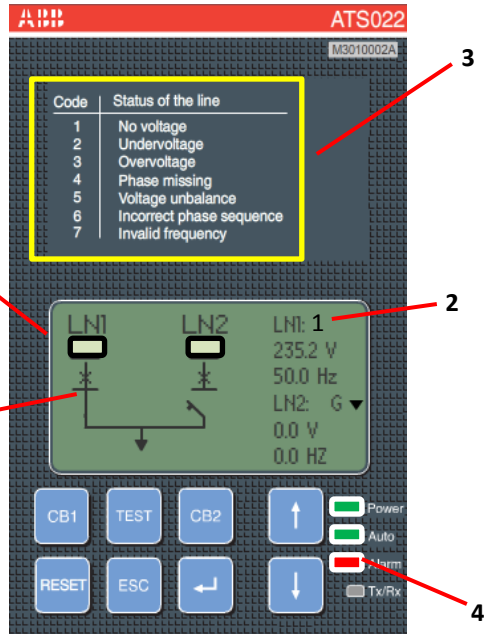 ABB ATS022
M3010002A
3
Code Status of the line
1 No voltage
2 Undervoltage
3 Overvoltage
4 Phase missing
5 Voltage unbalance
6 Incorrect phase sequence
7 Invalid frequency
2
LN1 LN2 LN1: 1
235.2 V
50.0 Hz
LN2: G
0.0 V
0.0 HZ
CB1 TEST CB2 Power
Auto
RESET ESC Alarm
Tx/Rx
4